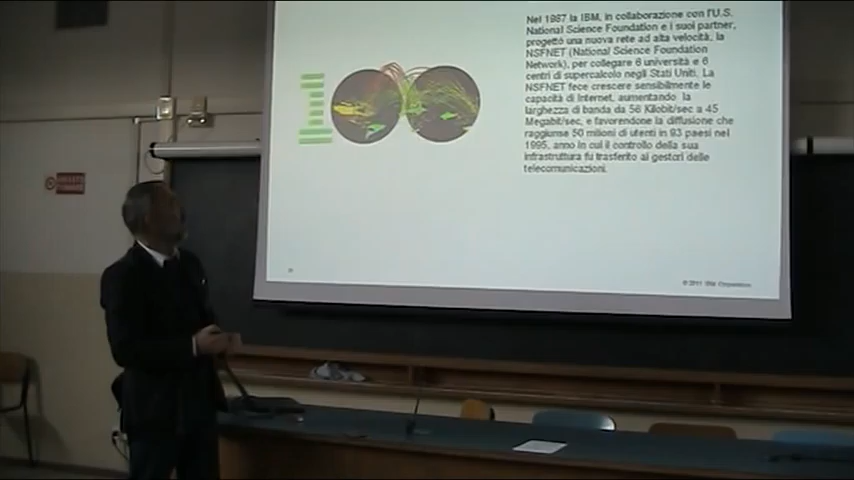 Nel 1987 la IBM, in collaborazione con l'U.S.
National Science Foundation e i suoi partner,
progettò una nuova rete ad alta velocità, la
NSFNET (National Science Foundation
Network), per collegare 6 università e 6
centri di supercalcolo negli Stati Uniti. La
NSFNET fece crescere sensibilmente le
capacità di Internet, aumentando la
larghezza di banda da 56 Kilobit/sec a 45
Megabit/sec, e favorendone la diffusione che
raggiunse 50 milioni di utenti in 93 paesi nel
1995, anno in cui il controllo della sua
infrastruttura fu trasferito ai gestori delle
telecomunicazioni.
© 2011 IBM Corporation